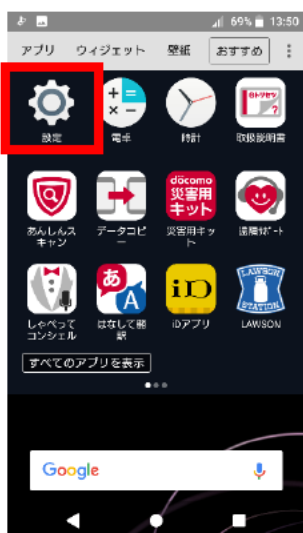 69% 13:50
アプリ ウィジェット 壁紙 おすすめ
設定 電卓 時計 取扱説明書
docomo
災害用
キット
あんしんス
キャン
データコピ
ー
災害用キッ
ト
遠隔サポート
あ
A
iD
LAWSON
STATION
しゃべって
コンシェル
はなして翻
訳
iDアプリ
LAWSON
すべてのアプリを表示
Google